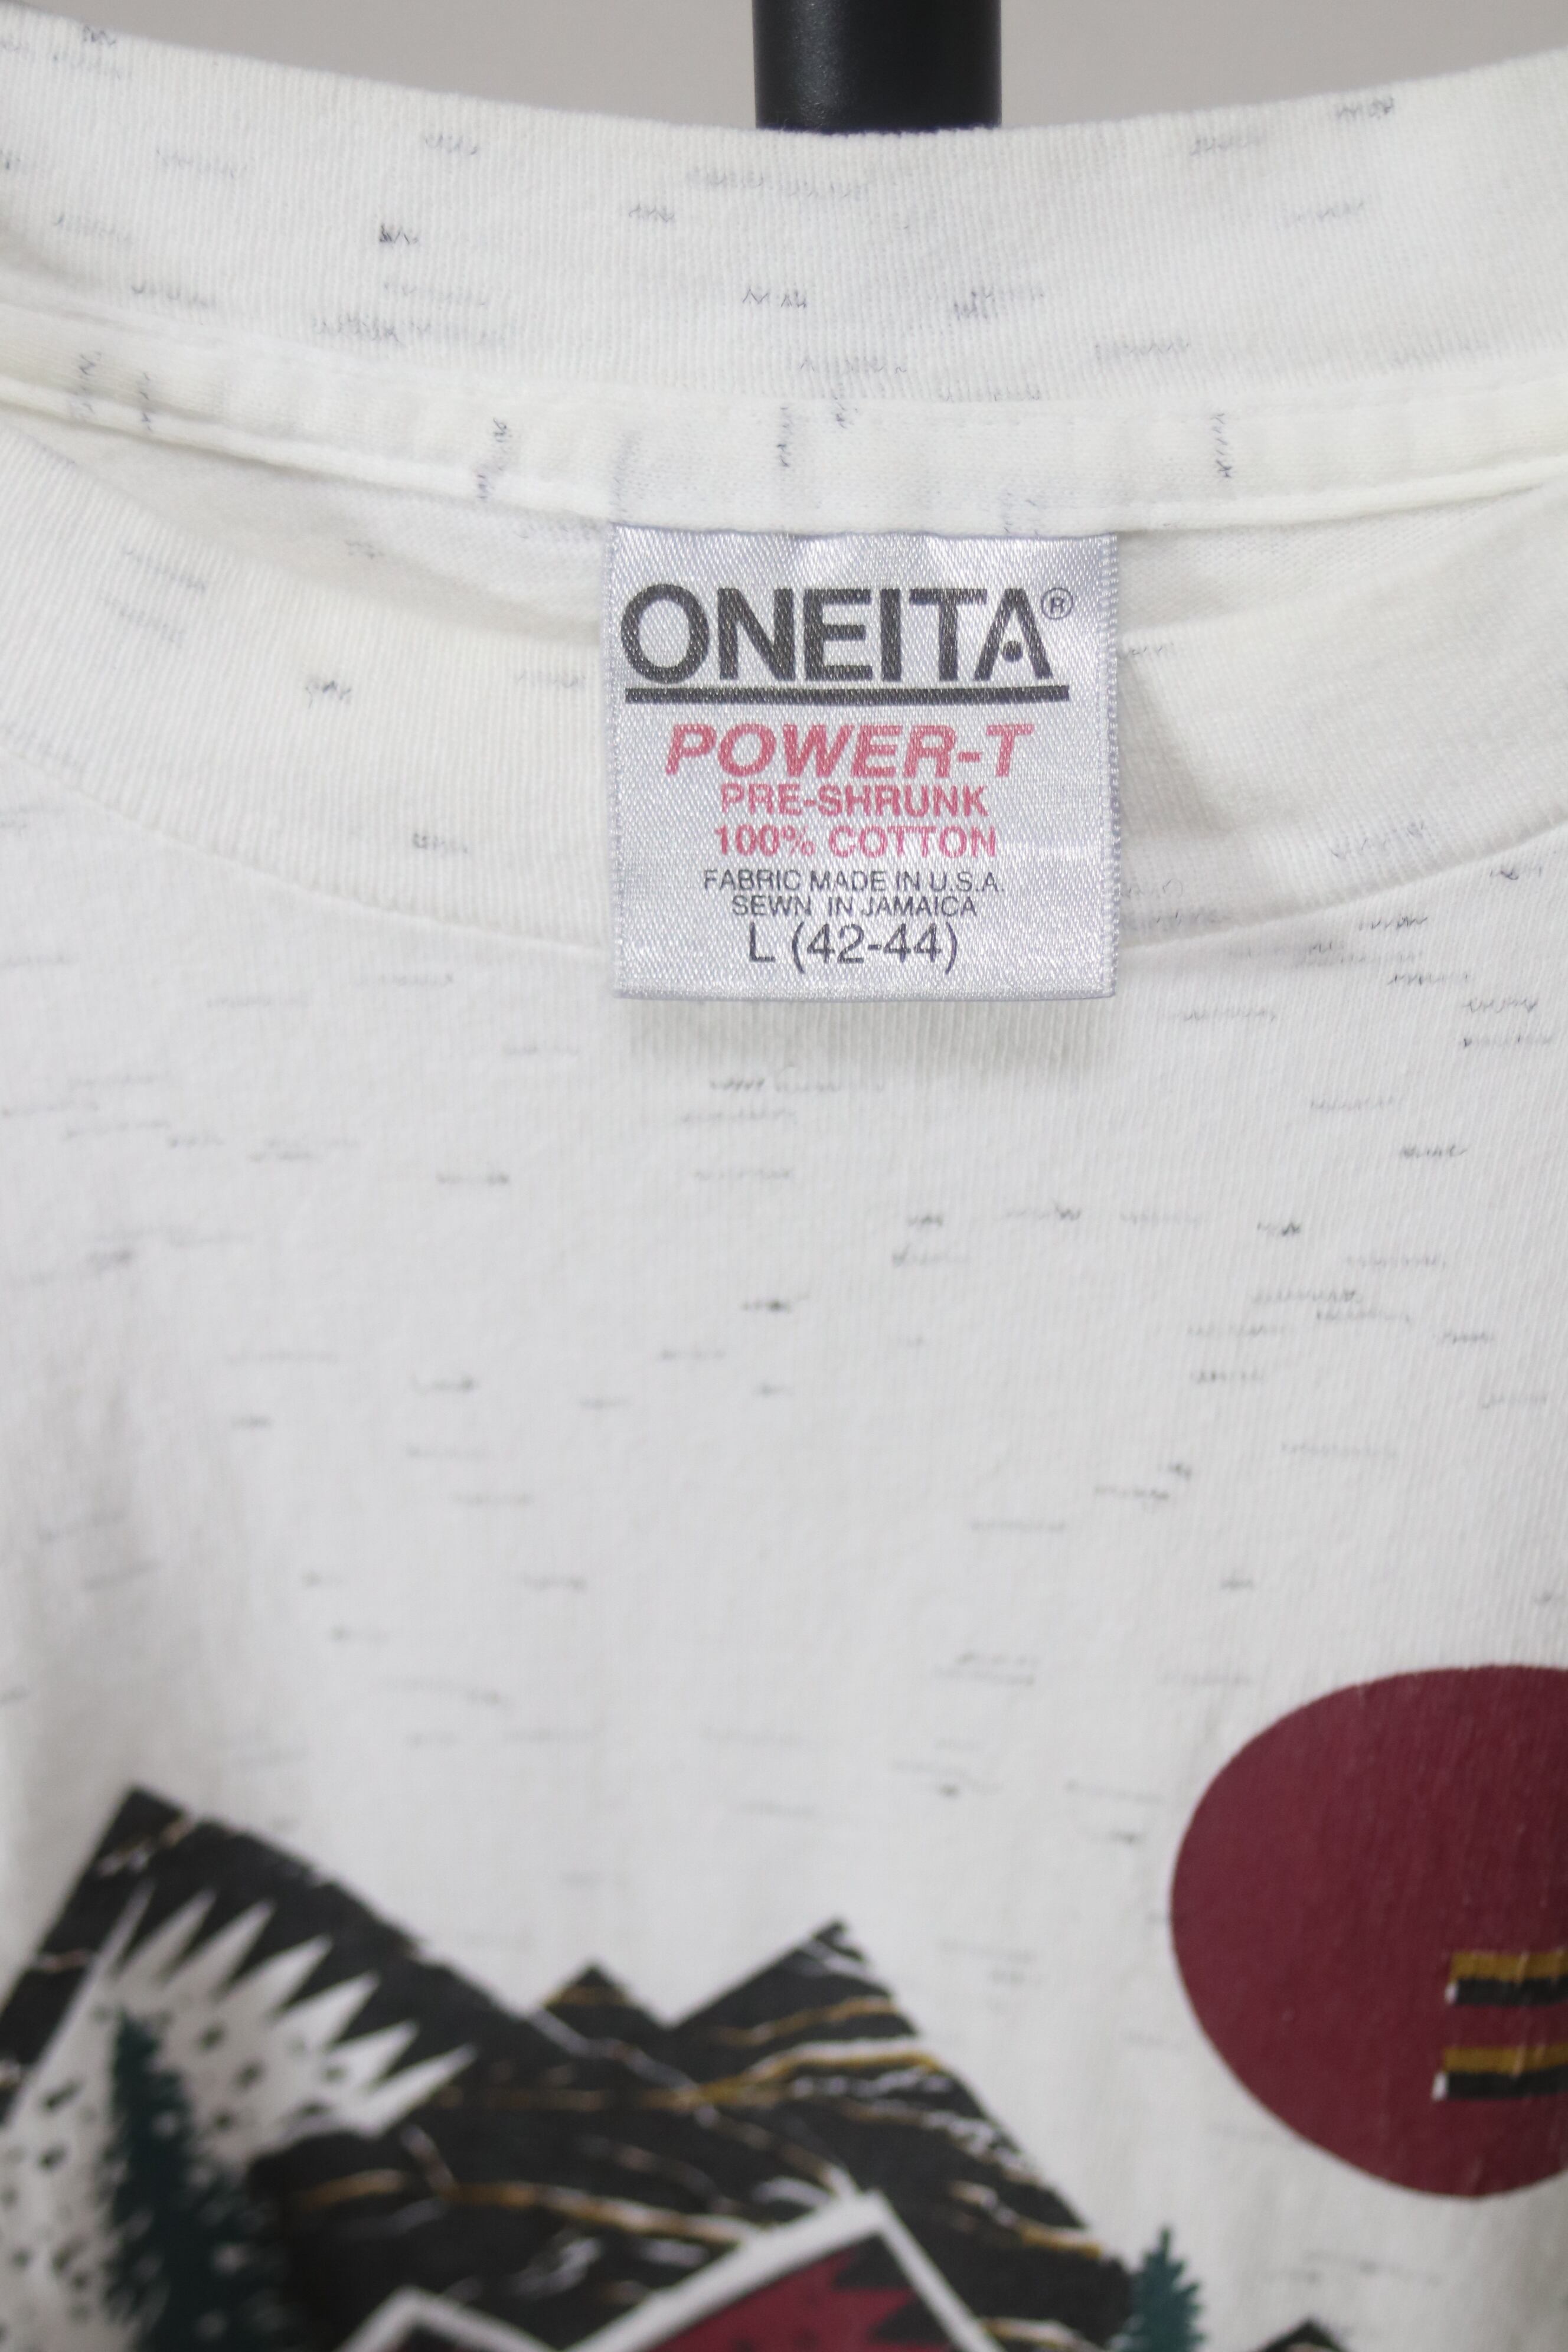 ONEITA®
POWER-T
PRE-SHRUNK
100% COTTON
FABRIC MADE IN U.S.A.
SEWN IN JAMAICA
L (42-44)